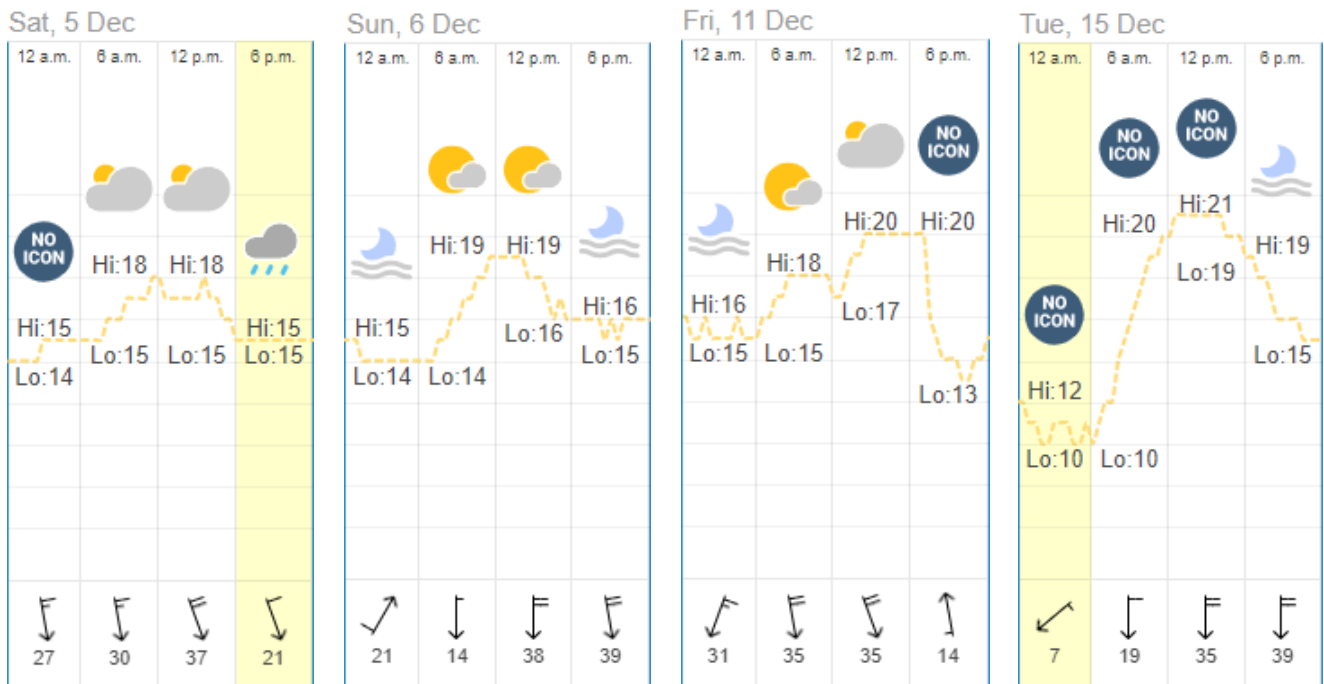 Sat, 5 Dec
12 a.m. 6 a.m. 12 p.m. 6 p.m.
NO
ICON
Hi:18 Hi:18
Hi:15 Hi:15
Lo:15 Lo:15 Lo:15
Lo:14
27 30 37 21
Sun, 6 Dec
12 a.m. 6 a.m. 12 p.m. 6 p.m.
Hi:19 Hi:19
Hi:16
Hi:15 Lo:16
Lo:15
Lo:14 Lo:14
21 14 38 39
Fri, 11 Dec
12 a.m. 6 a.m. 12 p.m. 6 p.m.
NO
ICON
Hi:20 Hi:20
Hi:18
Hi:16 Lo:17
Lo:15 Lo:15
Lo:13
31 35 35 14
Tue, 15 Dec
12 a.m. 6 a.m. 12 p.m. 6 p.m.
NO
ICON
NO
ICON
Hi:21
Hi:20
Hi:19
Lo:19
NO
ICON
Lo:15
Hi:12
Lo:10 Lo:10
7 19 35 39